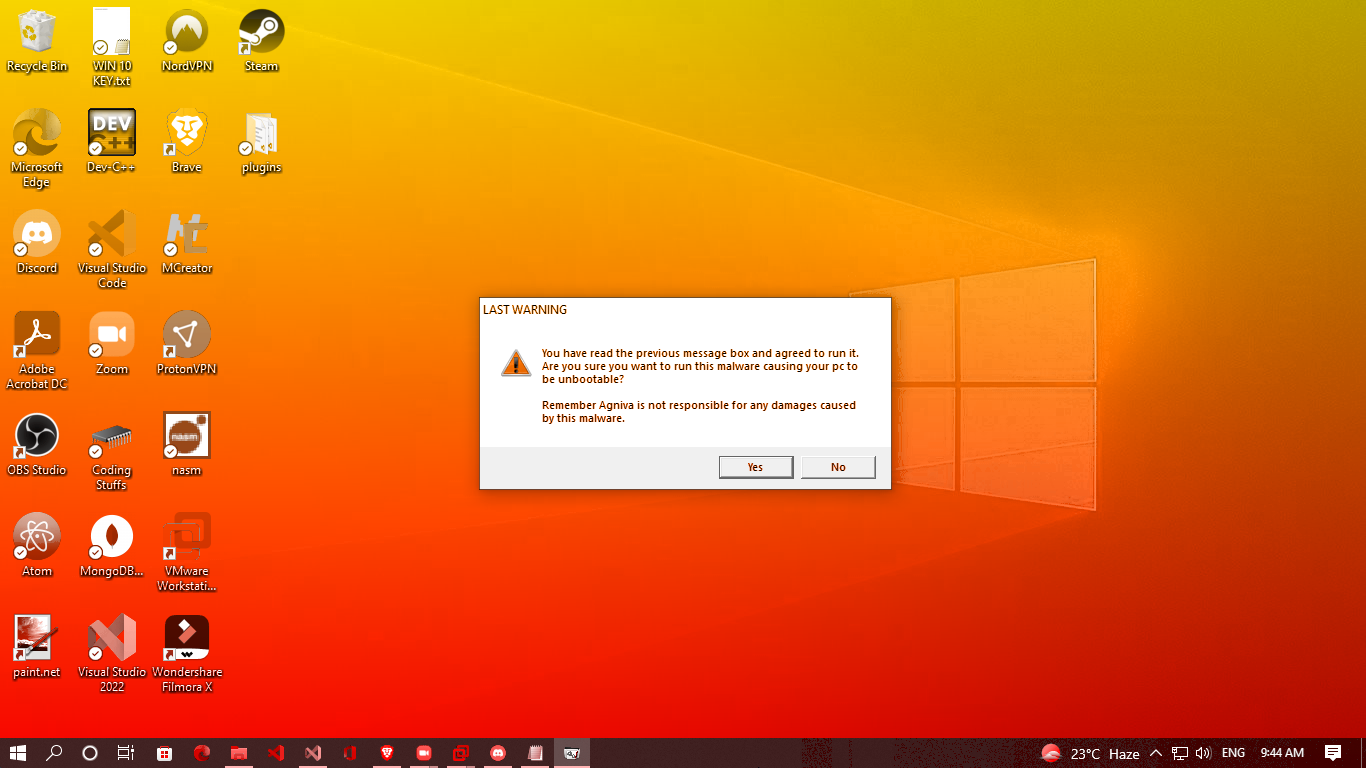 Recycle Bin
WIN 10
KEY.txt
NordVPN
Steam
Microsoft
Edge
DEV
C++
Dev-C++
Brave
plugins
Discord
Visual Studio
Code
MCreator
Adobe
Acrobat DC
Zoom
ProtonVPN
OBS Studio
Coding
Stuffs
nasm
nasm
Atom
MongoDB...
VMware
Workstati...
paint.net
Visual Studio
2022
Wondershare
Filmora X
LAST WARNING
You have read the previous message box and agreed to run it.
Are you sure you want to run this malware causing your pc to
be unbootable?
Remember Agniva is not responsible for any damages caused
by this malware.
Yes
No
23°C Haze
ENG
9:44 AM